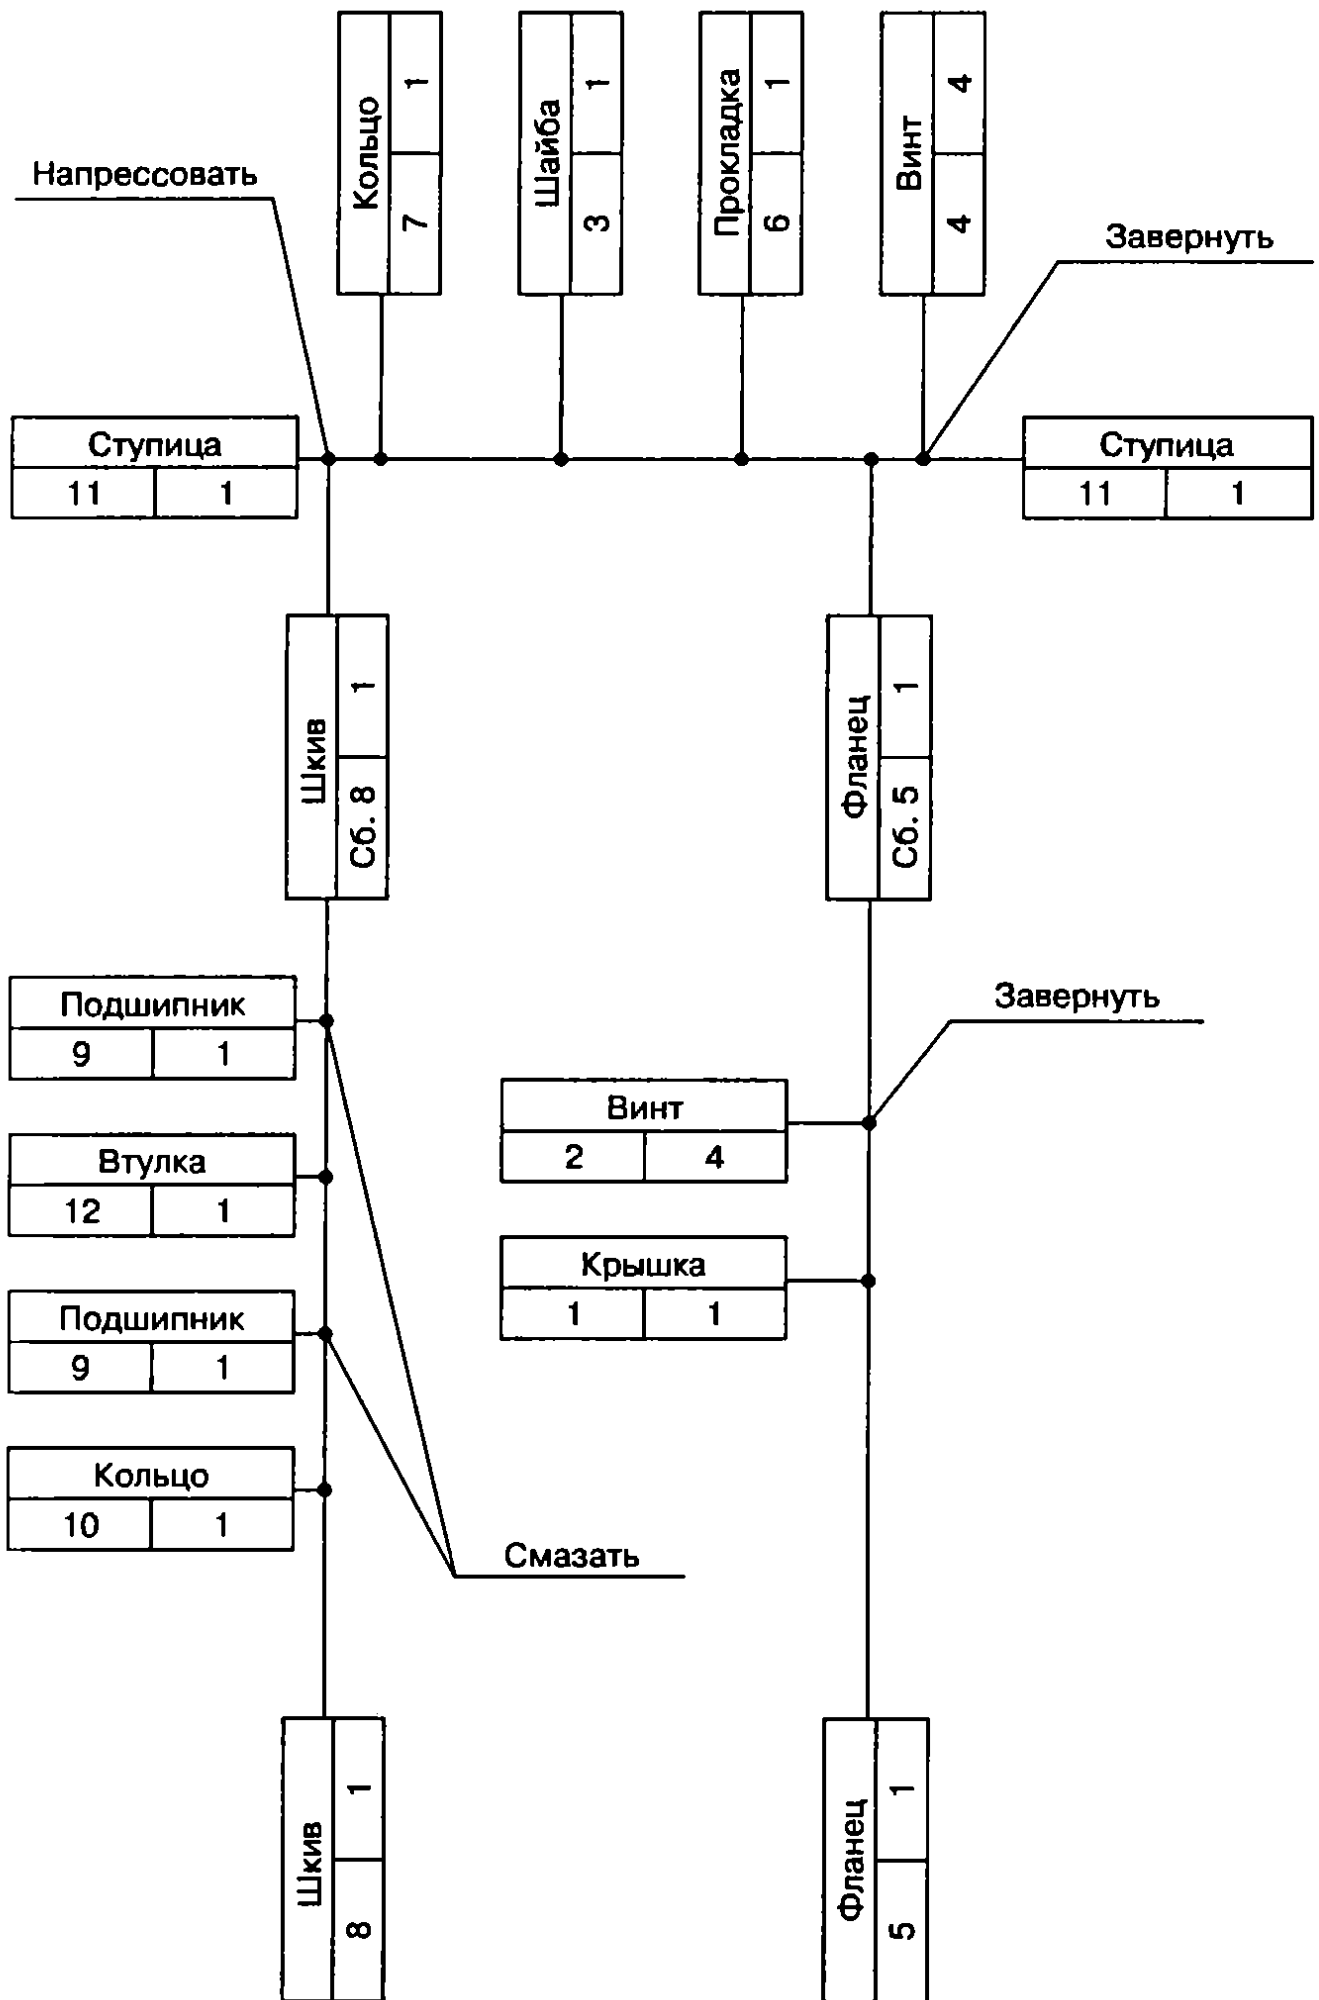 Кольцо
7 1
Шайба
3 1
Прокладка
6 1
Винт
4 4
Напрессовать
Завернуть
Ступица
11 1
Ступица
11 1
Шкив
Сб. 8 1
Фланец
Сб. 5 1
Подшипник
9 1
Завернуть
Винт
2 4
Втулка
12 1
Крышка
1 1
Подшипник
9 1
Кольцо
10 1
Смазать
Шкив
8 1
Фланец
5 1